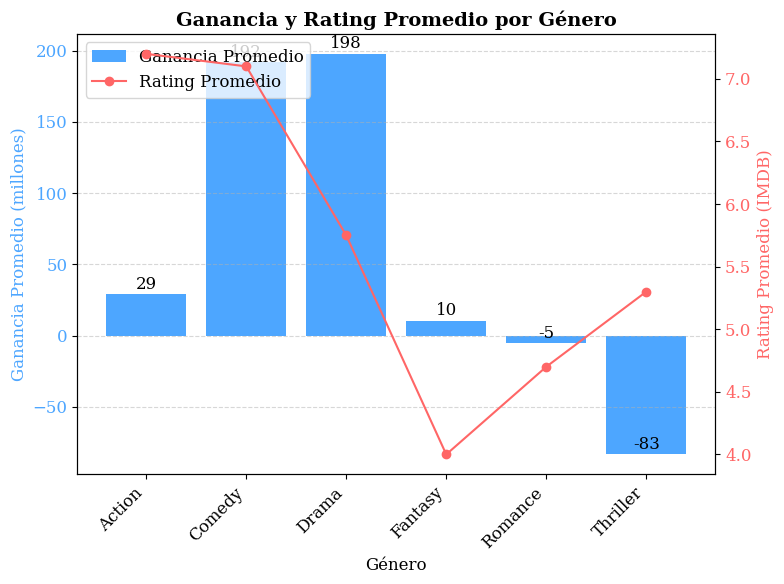 Ganancia y Rating Promedio por Género
Ganancia Promedio
Rating Promedio
200
150
100
50
0
−50
Ganancia Promedio (millones)
29
193
198
10
-5
-83
7.0
6.5
6.0
5.5
5.0
4.5
4.0
Rating Promedio (IMDB)
Action
Comedy
Drama
Fantasy
Romance
Thriller
Género